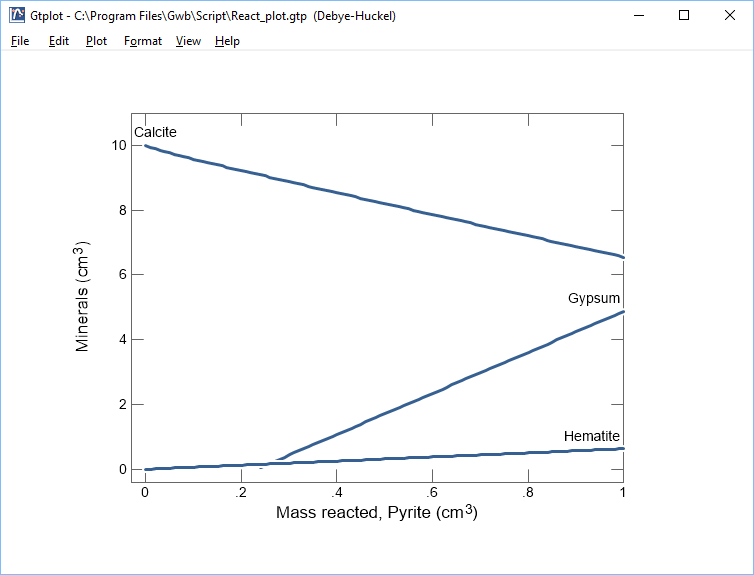 Gtplot - C:\Program Files\Gwb\Script\React_plot.gtp (Debye-Huckel)
File Edit Plot Format View Help
Calcite
10
8
6
Gypsum
4
2
Hematite
0
Minerals (cm3)
0 .2 .4 .6 .8 1
Mass reacted, Pyrite (cm3)